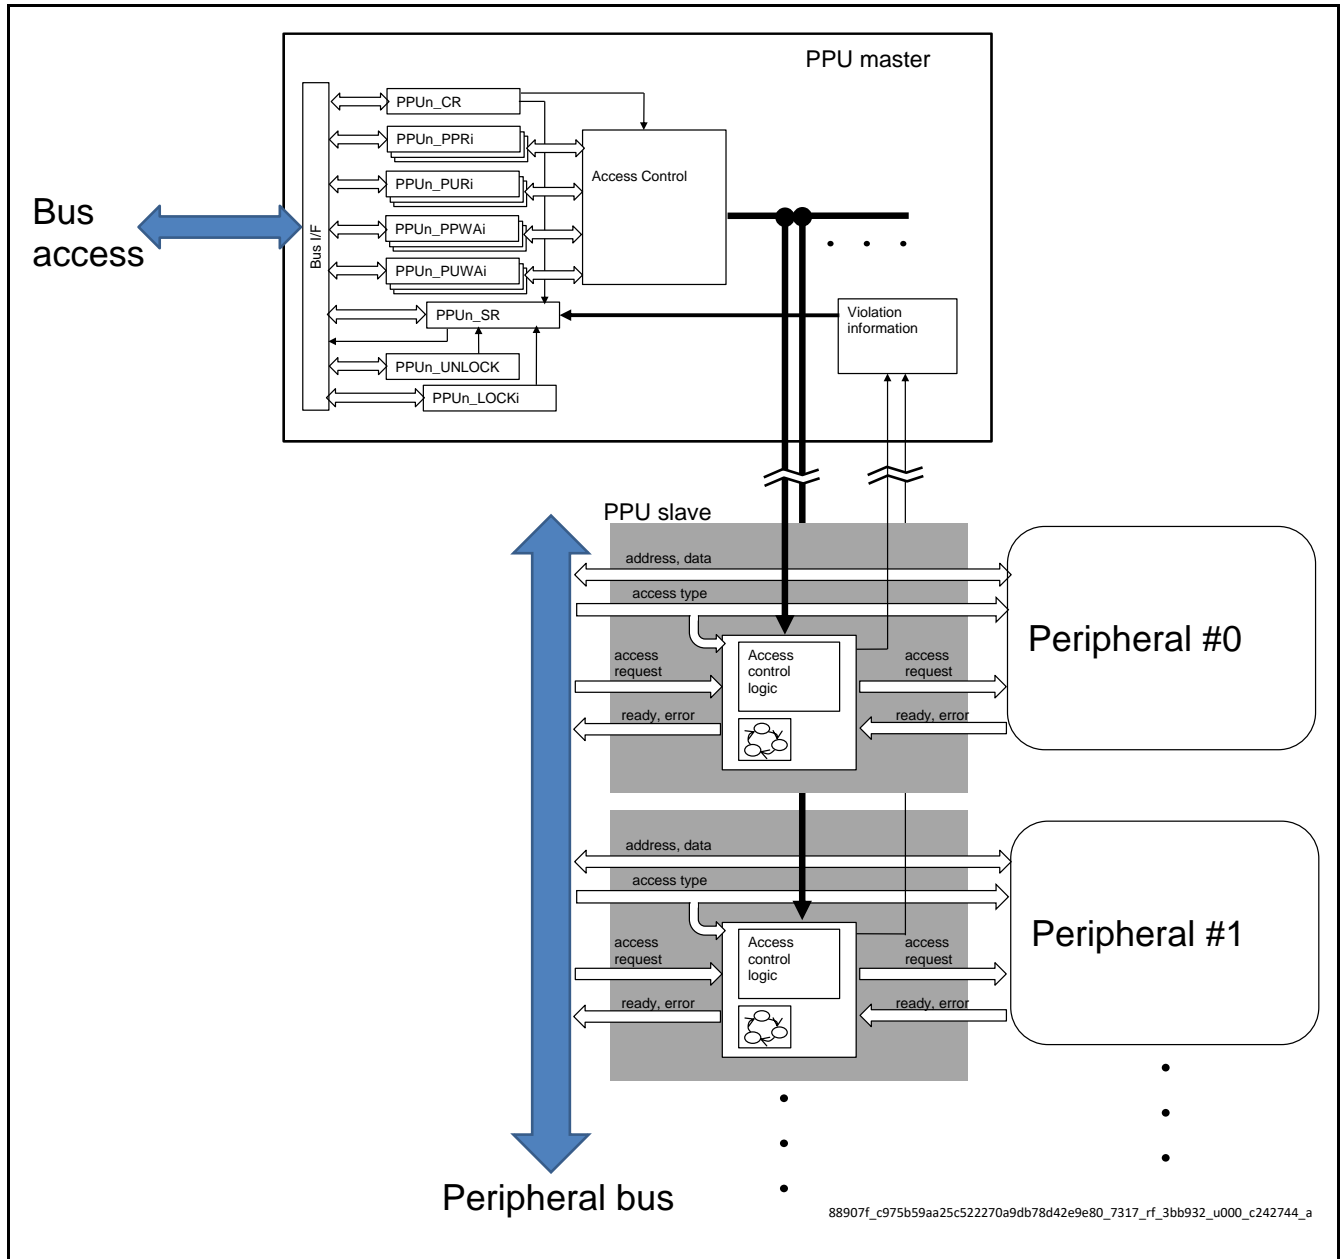 PPU master
PPUn_CR
PPUn_PPRi
PPUn_PURi
PPUn_PPWAi
PPUn_PUWAi
PPUn_SR
PPUn_UNLOCK
PPUn_LOCKi
Bus I/F
Access Control
Bus
access
Violation
information
PPU slave
address, data
access type
access
request
ready, error
Access
control
logic
access
request
ready, error
Peripheral #0
address, data
access type
access
request
ready, error
Access
control
logic
access
request
ready, error
Peripheral #1
Peripheral bus
88907f_c975b59aa25c522270a9db78d42e9e80_7317_rf_3bb932_u000_c242744_a